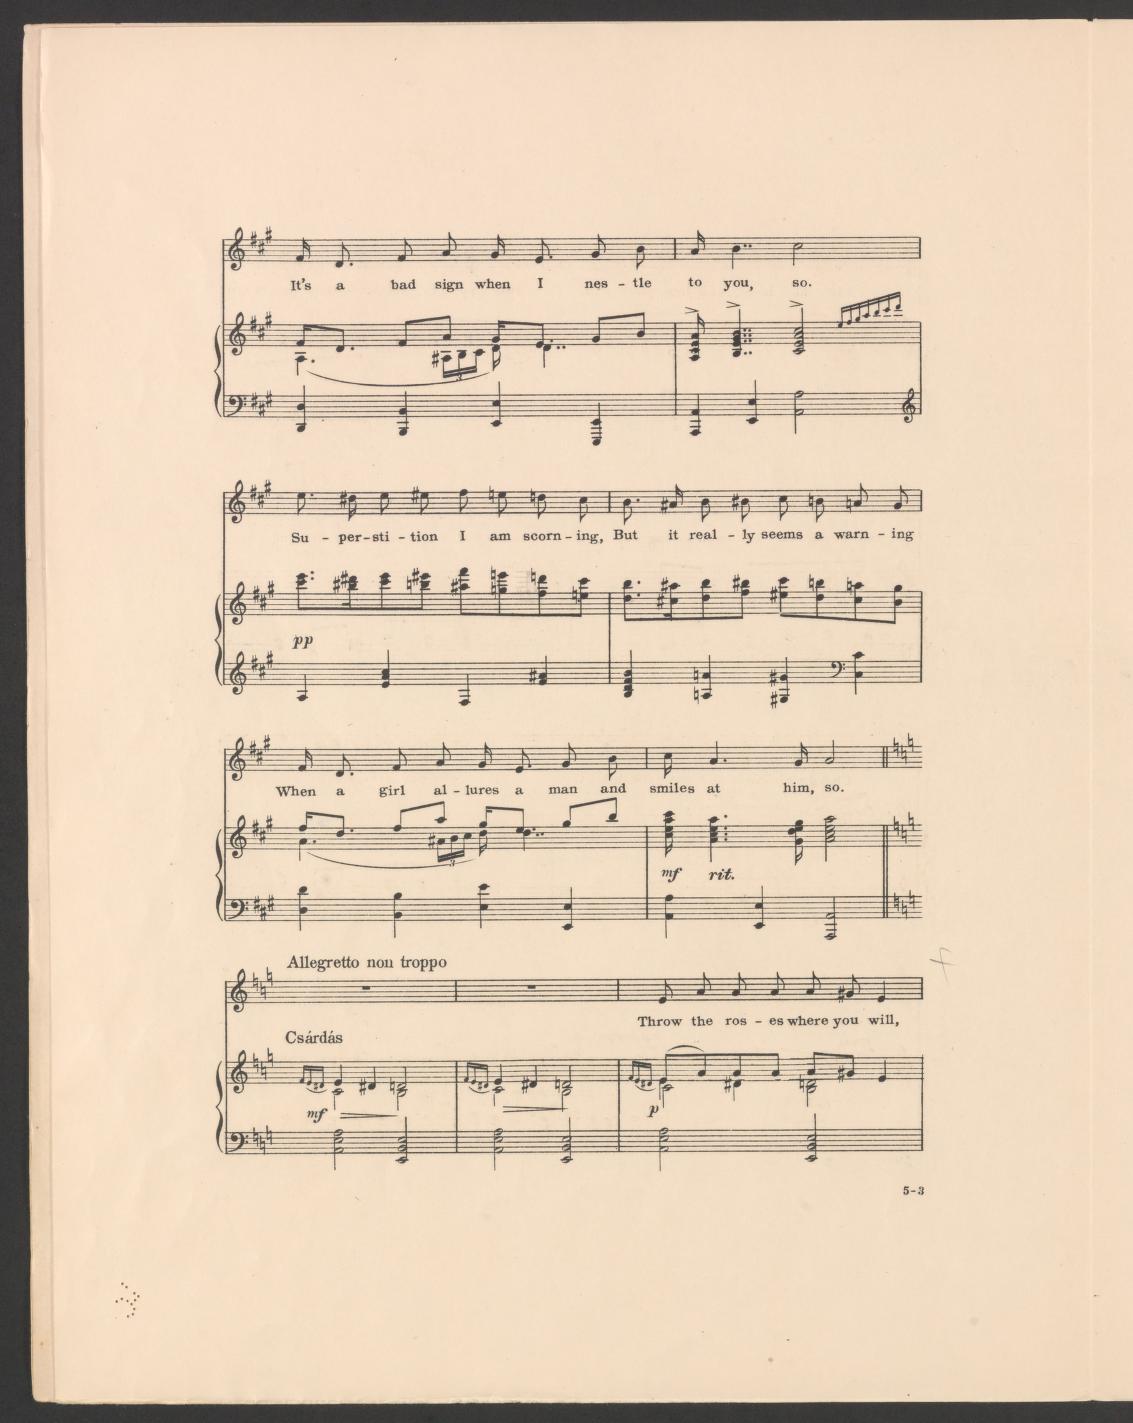 It's a bad sign when I nes - tle to you, so.
3
Su - per - sti - tion I am scorn - ing, But it real - ly seems a warn - ing
pp
When a girl al - lures a man and smiles at him, so.
3
mf rit.
Allegretto non troppo
Throw the ros - es where you will,
Csárdás
mf p
5-3